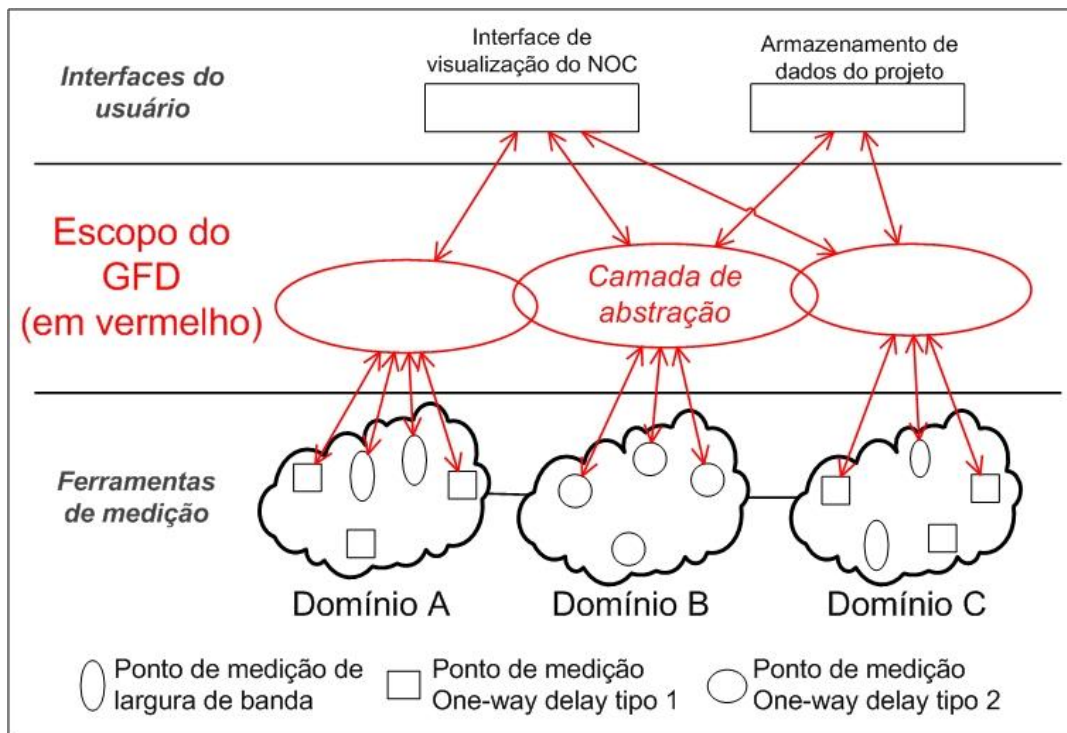 Interfaces do
usuário
Interface de
visualização do NOC
Armazenamento de
dados do projeto
Escopo do
GFD
(em vermelho)
Camada de
abstração
Ferramentas
de medição
Domínio A
Domínio B
Domínio C
Ponto de medição de
largura de banda
Ponto de medição
One-way delay tipo 1
Ponto de medição
One-way delay tipo 2